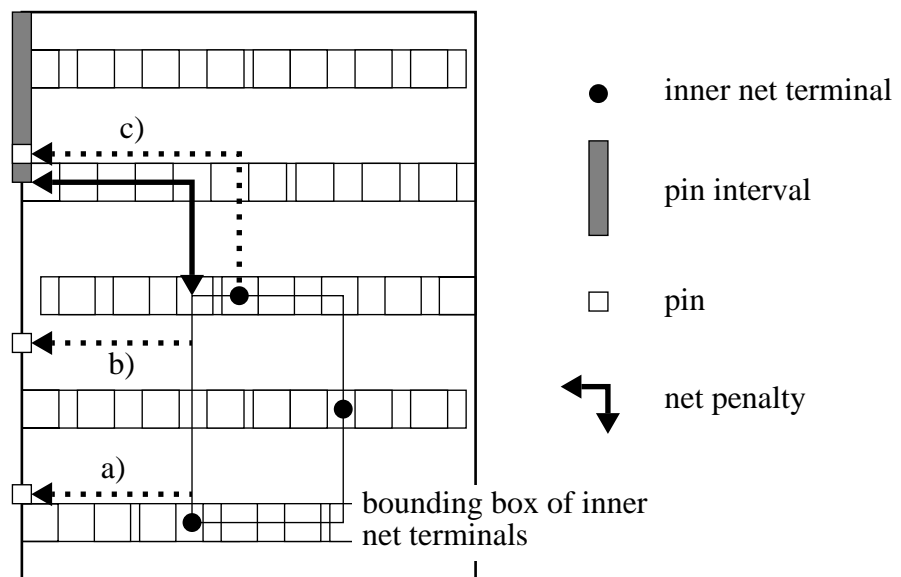 inner net terminal
c)
pin interval
pin
b)
net penalty
a)
bounding box of inner
net terminals